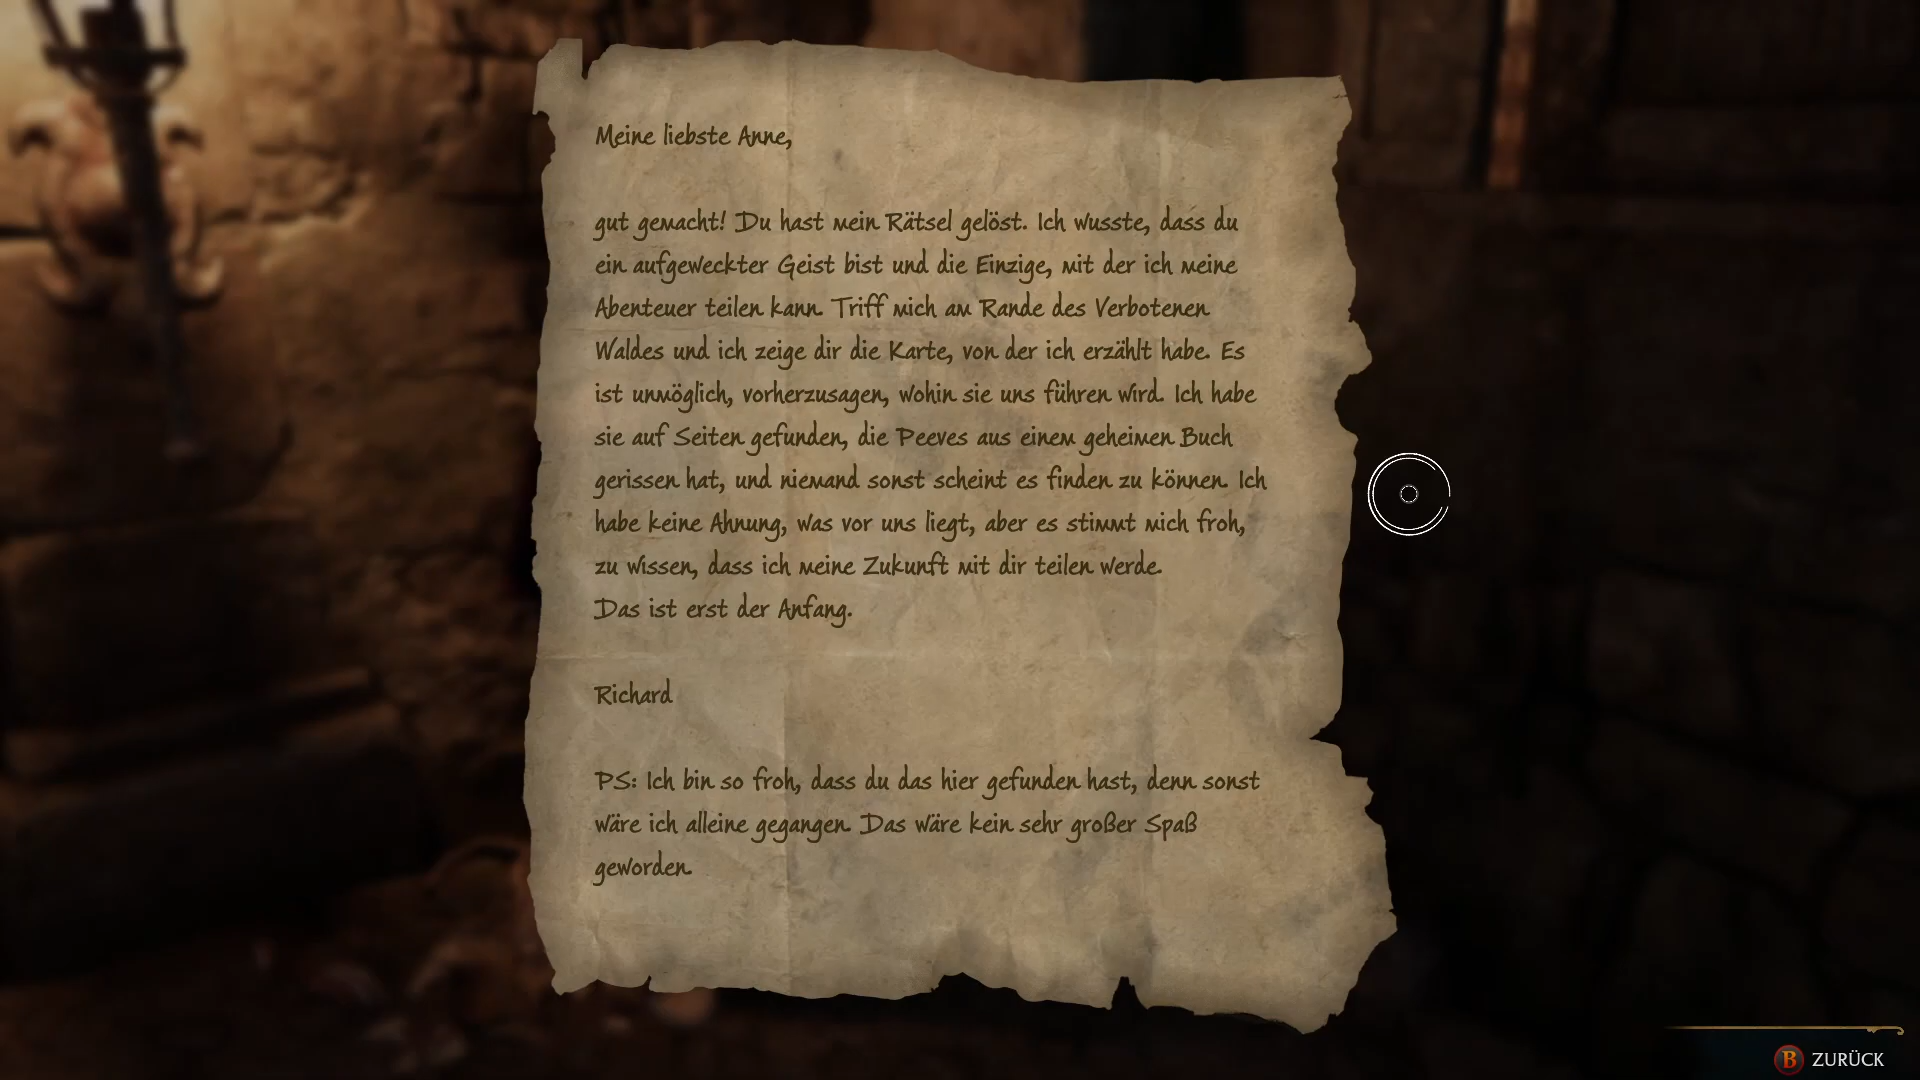 Meine liebste Anne,
gut gemacht! Du hast mein Rätsel gelöst. Ich wusste, dass du
ein aufgeweckter Geist bist und die Einzige, mit der ich meine
Abenteuer teilen kann. Triff mich am Rande des Verbotenen
Waldes und ich zeige dir die Karte, von der ich erzählt habe. Es
ist unmöglich, vorherzusagen, wohin sie uns führen wird. Ich habe
sie auf Seiten gefunden, die Peeves aus einem geheimen Buch
gerissen hat, und niemand sonst scheint es finden zu können. Ich
habe keine Ahnung, was vor uns liegt, aber es stimmt mich froh,
zu wissen, dass ich meine Zukunft mit dir teilen werde.
Das ist erst der Anfang.
Richard
PS: Ich bin so froh, dass du das hier gefunden hast, denn sonst
wäre ich alleine gegangen. Das wäre kein sehr großer Spaß
geworden.
B ZURÜCK